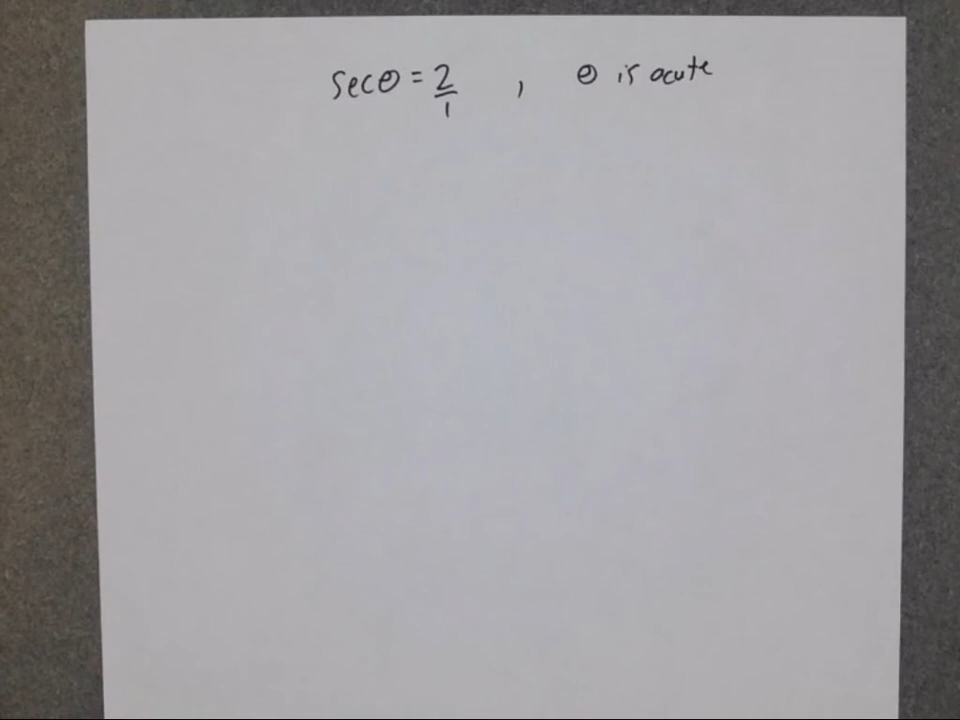 secθ = 2/1 , θ is acute